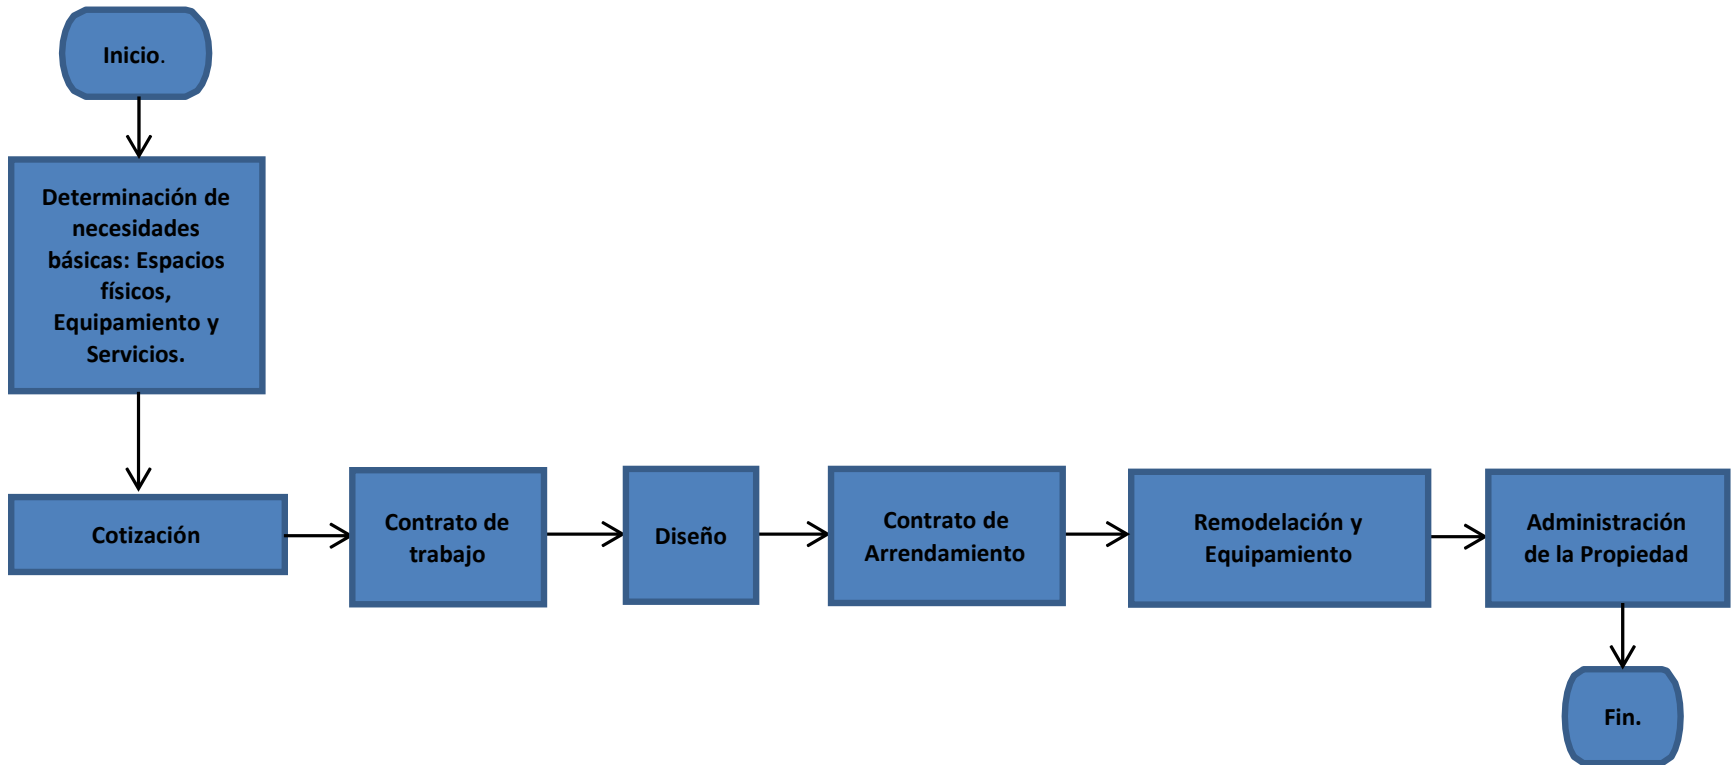 Inicio.
Determinación de
necesidades
básicas: Espacios
físicos,
Equipamiento y
Servicios.
Cotización
Contrato de
trabajo
Diseño
Contrato de
Arrendamiento
Remodelación y
Equipamiento
Administración
de la Propiedad
Fin.